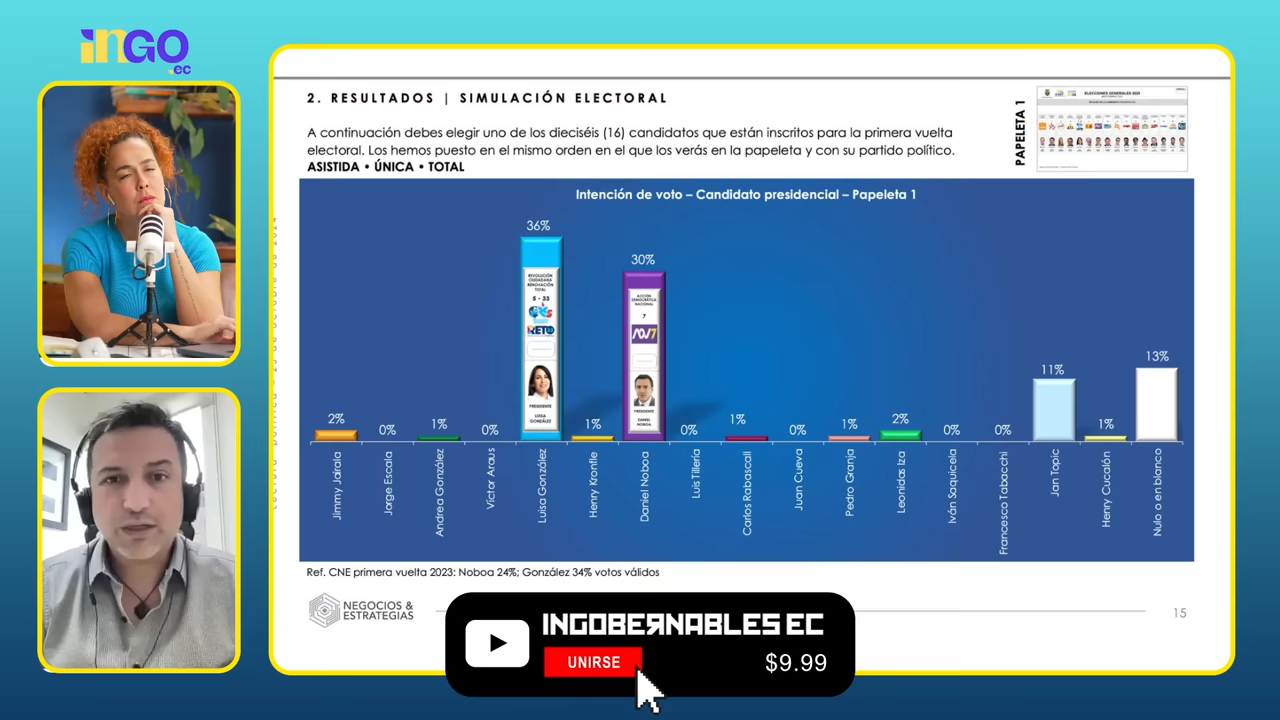 inGO
.ec
2. RESULTADOS | SIMULACIÓN ELECTORAL
A continuación debes elegir uno de los dieciséis (16) candidatos que están inscritos para la primera vuelta
electoral. Los he puesto en el mismo orden en el que los verás en la papeleta y con su partido político.
ASISTIDA • ÚNICA • TOTAL
PAPELETA 1
ELECCIONES GENERALES 2025
Intención de voto – Candidato presidencial – Papeleta 1
2%
0%
1%
0%
36%
1%
30%
0%
1%
0%
1%
2%
0%
0%
11%
1%
13%
REVOLUCIÓN
CIUDADANA
RENOVACIÓN
TOTAL
5 - 33
RETO
PRESIDENTE
LUISA
GONZÁLEZ
ACCIÓN
DEMOCRÁTICA
NACIONAL
7
PRESIDENTE
DANIEL
NOBOA
Jimmy Jairala
Jorge Escala
Andrea González
Víctor Araus
Luisa González
Henry Kronfle
Daniel Noboa
Luis Tillería
Carlos Rabascall
Juan Cueva
Pedro Granja
Leonidas Iza
Iván Saquicela
Francesco Tabacchi
Jan Topic
Henry Cucalón
Nulo o en blanco
Ref. CNE primera vuelta 2023: Noboa 24%; González 34% votos válidos
NEGOCIOS &
ESTRATEGIAS
15
INGOBERNABLES EC
UNIRSE
$9.99